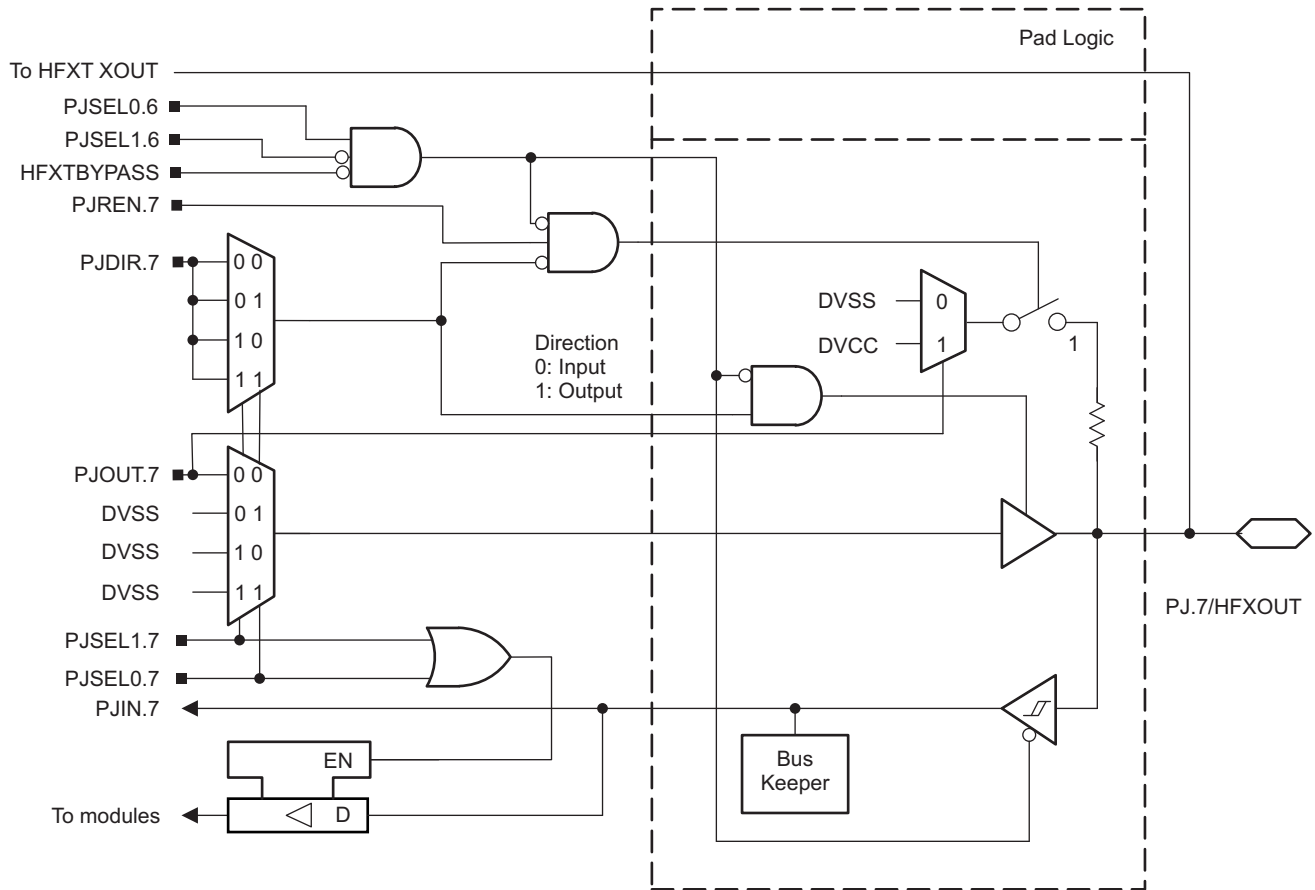 Pad Logic
To HFXT XOUT
PJSEL0.6
PJSEL1.6
HFXTBYPASS
PJREN.7
PJDIR.7
0 0
0 1
1 0
1 1
DVSS
0
DVCC
1
1
Direction
0: Input
1: Output
PJOUT.7
0 0
DVSS
0 1
DVSS
1 0
DVSS
1 1
PJ.7/HFXOUT
PJSEL1.7
PJSEL0.7
PJIN.7
EN
Bus
Keeper
To modules
D